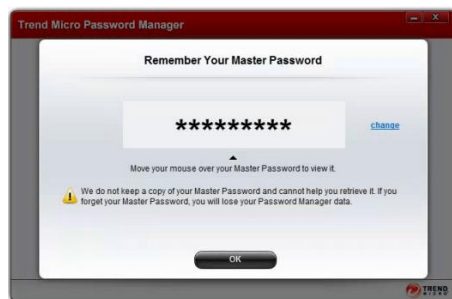 Trend Micro Password Manager
Remember Your Master Password
*********
change
Move your mouse over your Master Password to view it.
We do not keep a copy of your Master Password and cannot help you retrieve it. If you
forget your Master Password, you will lose your Password Manager data.
OK
TREND
MICRO